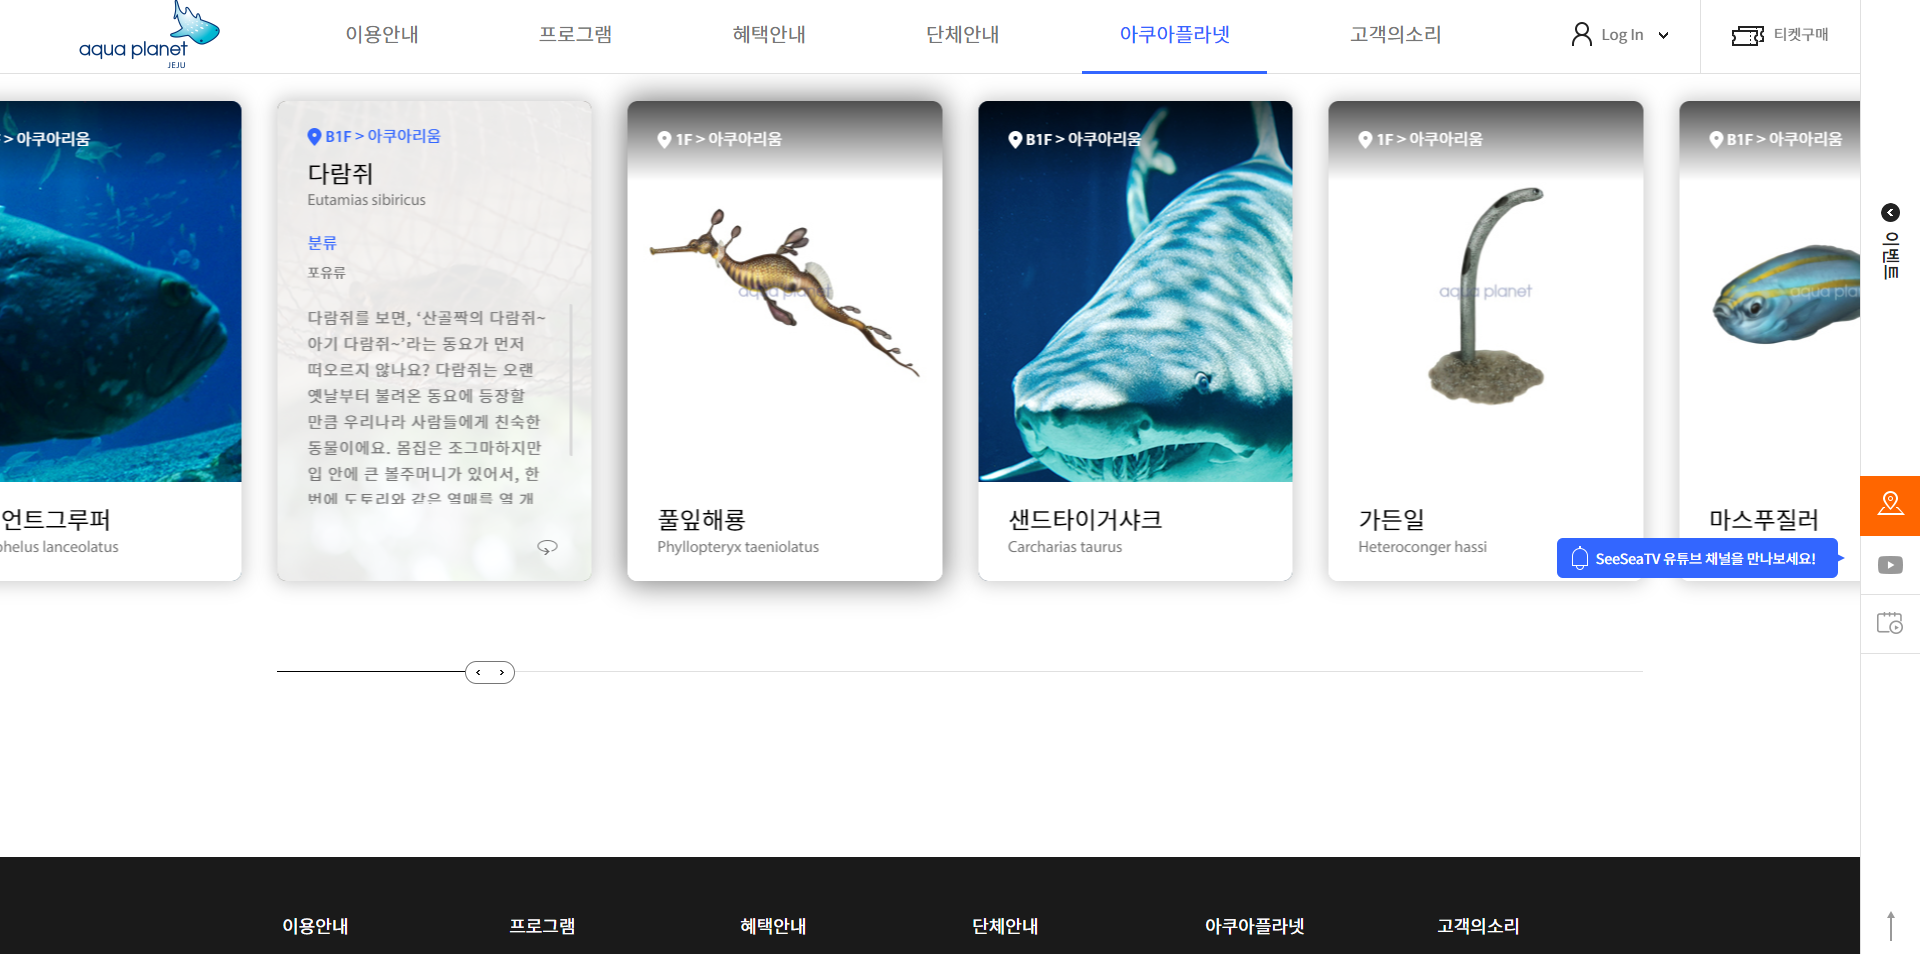 aqua planet
JEJU
이용안내
프로그램
혜택안내
단체안내
아쿠아플라넷
고객의소리
Log In
티켓구매
> 아쿠아리움
언트그루퍼
helus lanceolatus
B1F > 아쿠아리움
다람쥐
Eutamias sibiricus
분류
포유류
다람쥐를 보면, ‘산골짝의 다람쥐~
아기 다람쥐~’라는 동요가 먼저
떠오르지 않나요? 다람쥐는 오랜
옛날부터 불려온 동요에 등장할
만큼 우리나라 사람들에게 친숙한
동물이에요. 몸집은 조그마하지만
입 안에 큰 볼주머니가 있어서, 한
번에 도토리와 같은 열매를 열 개
1F > 아쿠아리움
aqua planet
풀잎해룡
Phyllopteryx taeniolatus
B1F > 아쿠아리움
샌드타이거샤크
Carcharias taurus
1F > 아쿠아리움
aqua planet
가든일
Heteroconger hassi
B1F > 아쿠아리움
aqua pla
마스푸질러
SeeSeaTV 유튜브 채널을 만나보세요!
이벤트
이용안내
프로그램
혜택안내
단체안내
아쿠아플라넷
고객의소리